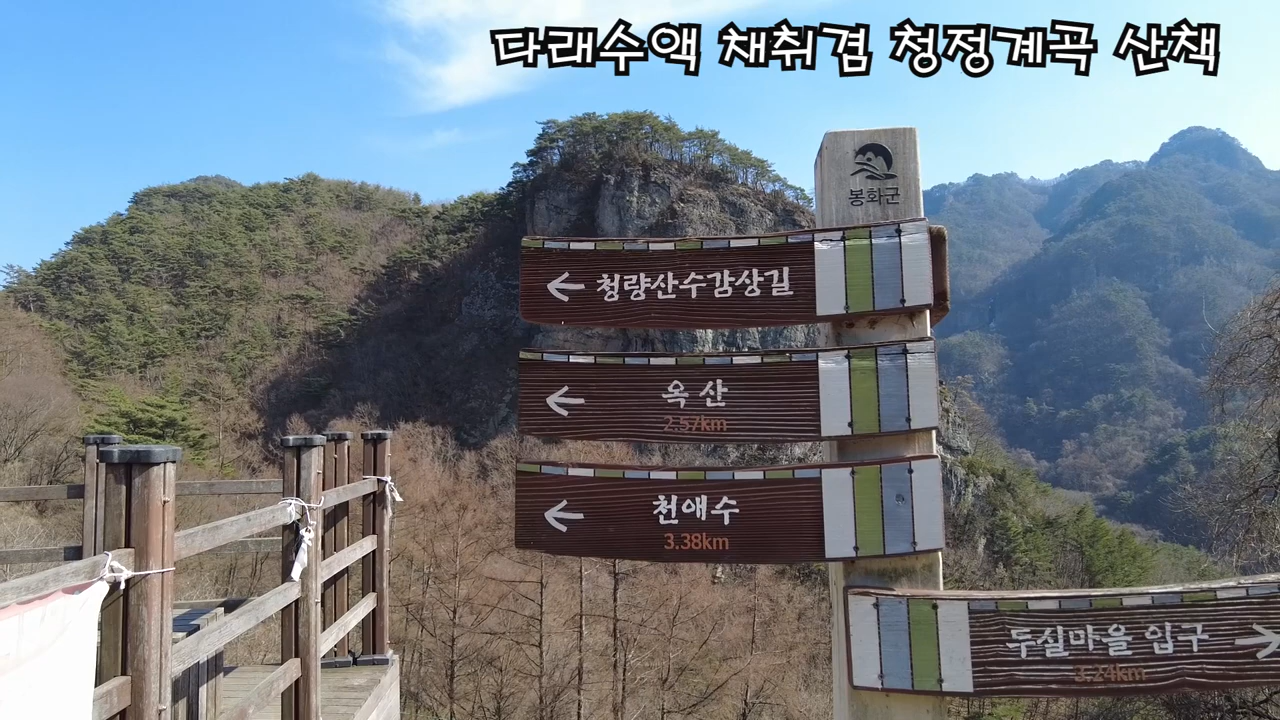 다래수액 채취겸 청정계곡 산책
봉화군
← 청량산수감상길
← 옥산
2.57km
← 천애수
3.38km
두실마을 입구 →
3.24km